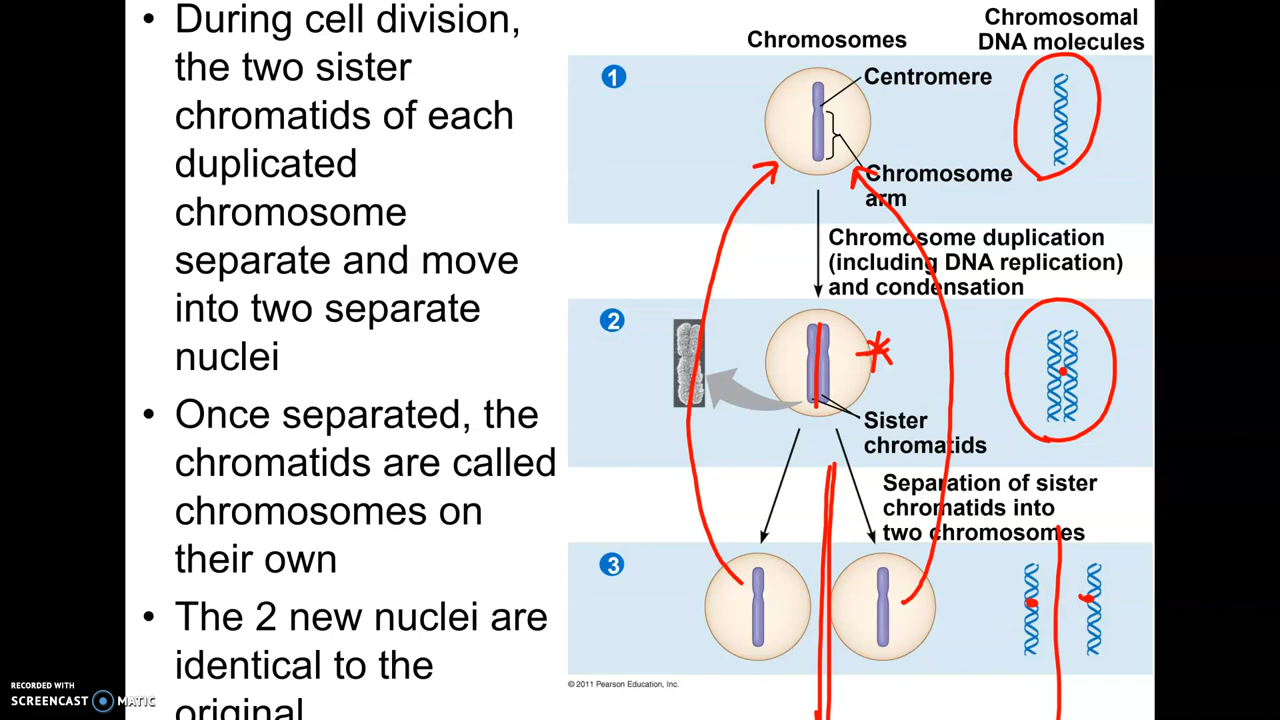 • During cell division,
the two sister
chromatids of each
duplicated
chromosome
separate and move
into two separate
nuclei
• Once separated, the
chromatids are called
chromosomes on
their own
• The 2 new nuclei are
identical to the
original
Chromosomes
Chromosomal
DNA molecules
1
Centromere
Chromosome
arm
Chromosome duplication
(including DNA replication)
and condensation
2
Sister
chromatids
Separation of sister
chromatids into
two chromosomes
3
© 2011 Pearson Education, Inc.
RECORDED WITH
SCREENCAST MATIC